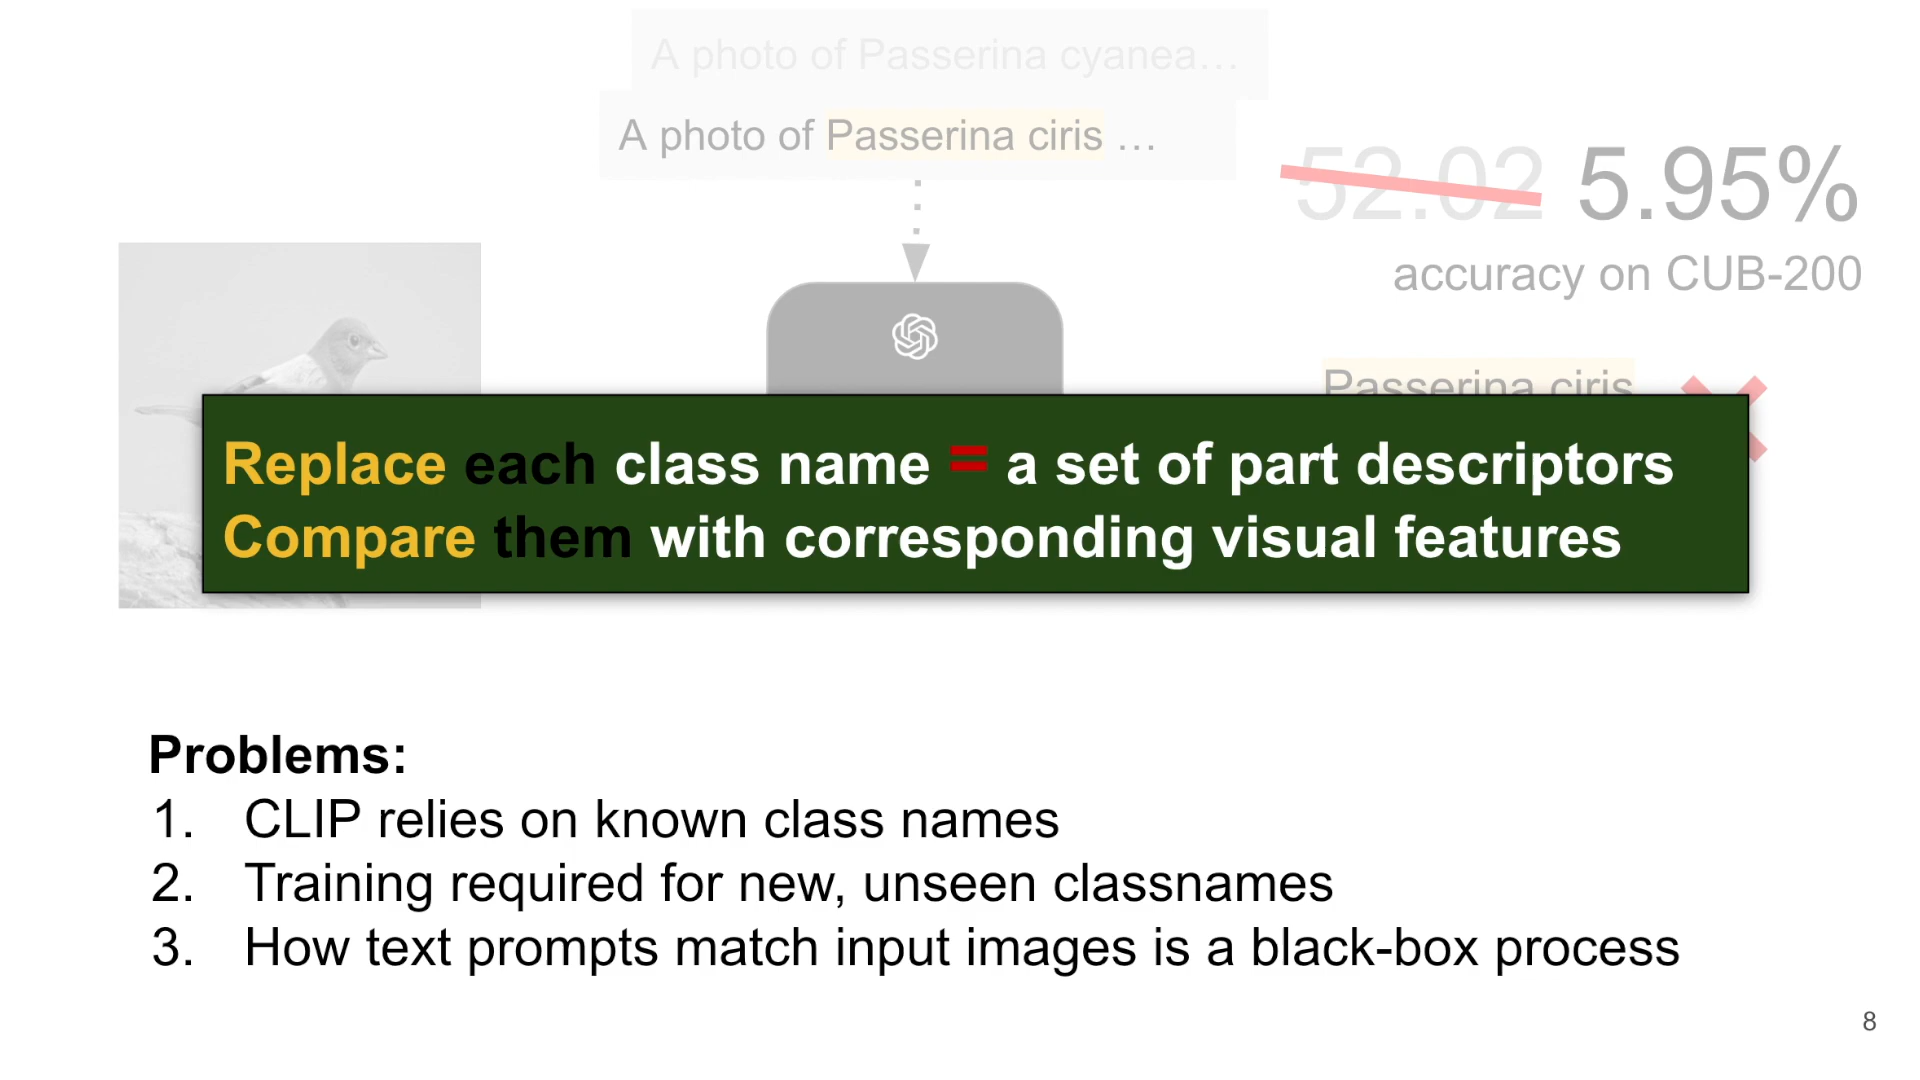 A photo of Passerina cyanea…
A photo of Passerina ciris …
52.02 5.95%
accuracy on CUB-200
Passerina ciris
Replace each class name = a set of part descriptors
Compare them with corresponding visual features
Problems:
1. CLIP relies on known class names
2. Training required for new, unseen classnames
3. How text prompts match input images is a black-box process
8